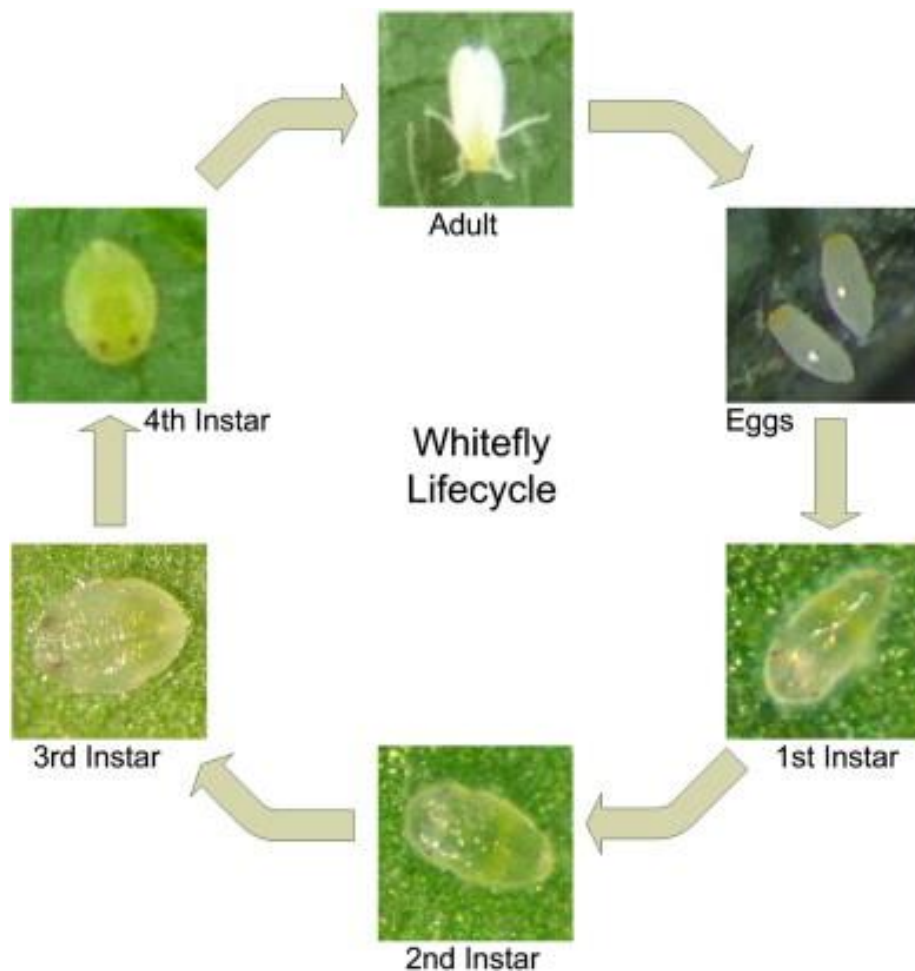 Adult
Eggs
4th Instar
Whitefly
Lifecycle
1st Instar
3rd Instar
2nd Instar